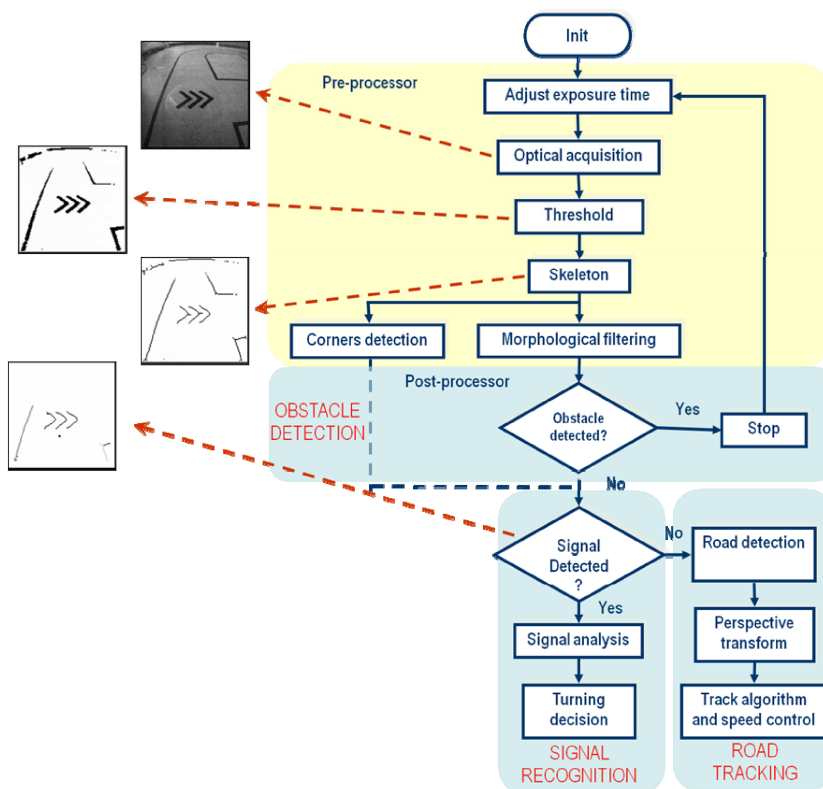 Init
Pre-processor
Adjust exposure time
Optical acquisition
Threshold
Skeleton
Corners detection
Morphological filtering
Post-processor
OBSTACLE
DETECTION
Obstacle
detected?
Yes
Stop
No
Signal
Detected
?
No
Road detection
Yes
Signal analysis
Perspective
transform
Turning
decision
Track algorithm
and speed control
SIGNAL
RECOGNITION
ROAD
TRACKING